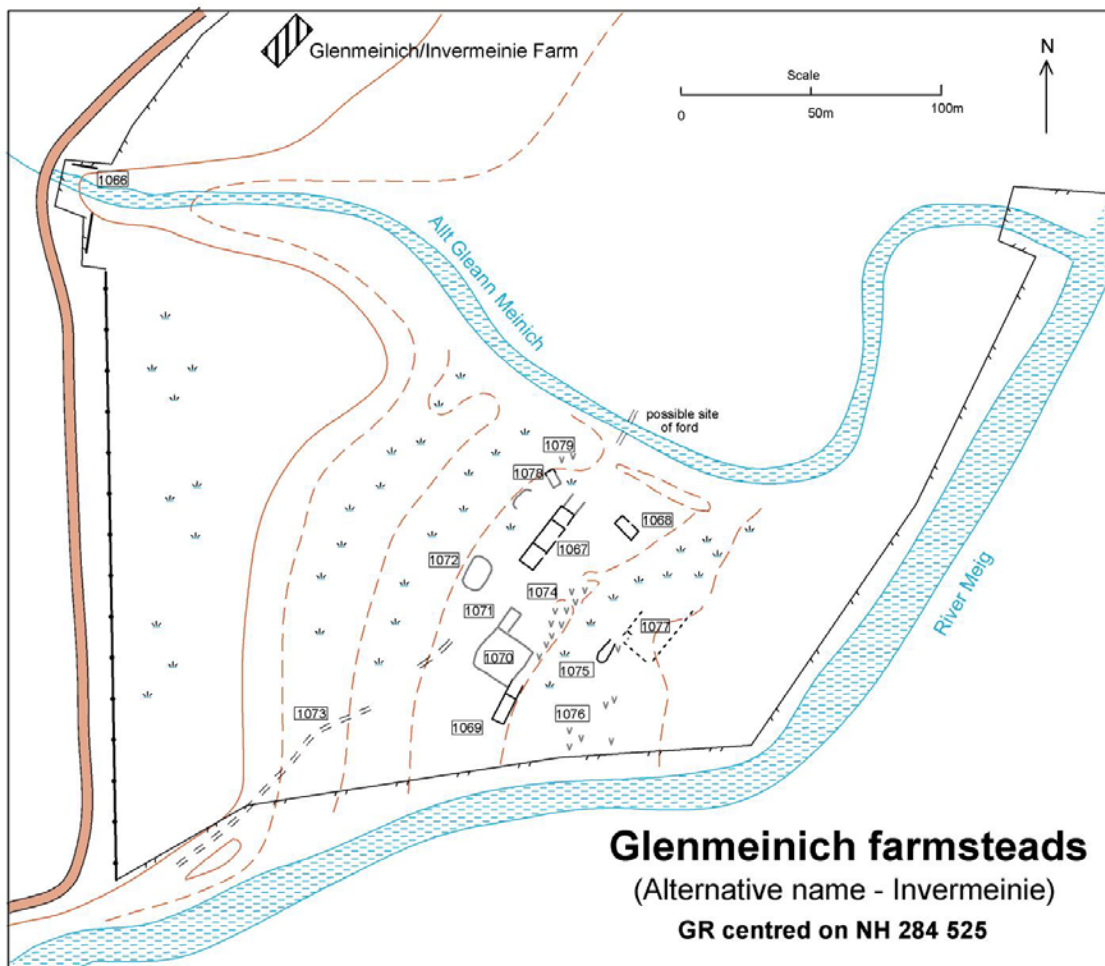 Glenmeinich/Invermeinie Farm
N
Scale
0 50m 100m
1066
Allt Gleann Meinich
possible site
of ford
1079
1078
1068
1067
1072
1074
1071
1077
1070
1075
1073
1069
1076
River Meig
Glenmeinich farmsteads
(Alternative name - Invermeinie)
GR centred on NH 284 525